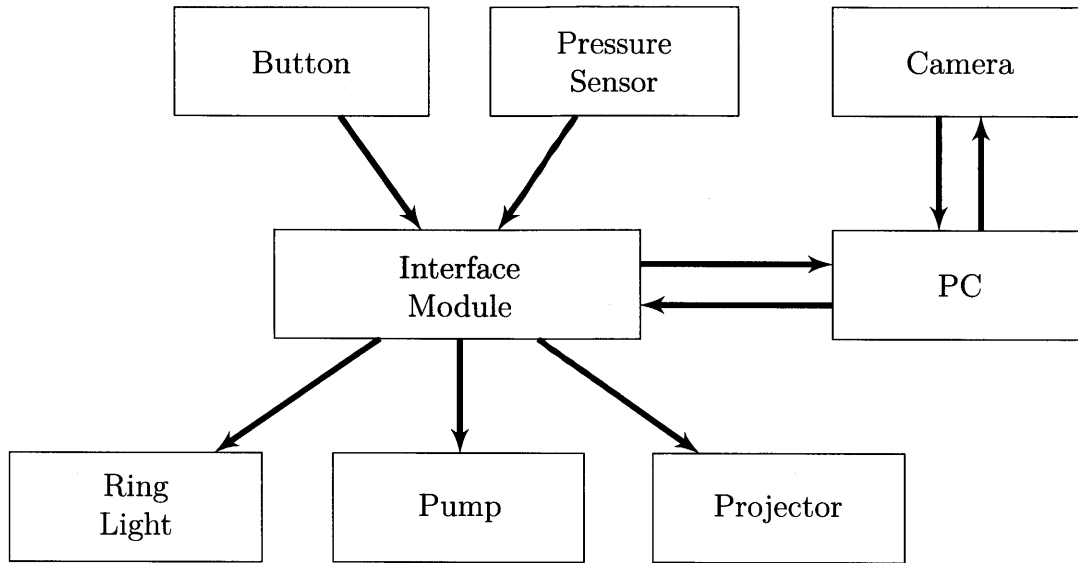 Button
Pressure
Sensor
Camera
Interface
Module
PC
Ring
Light
Pump
Projector